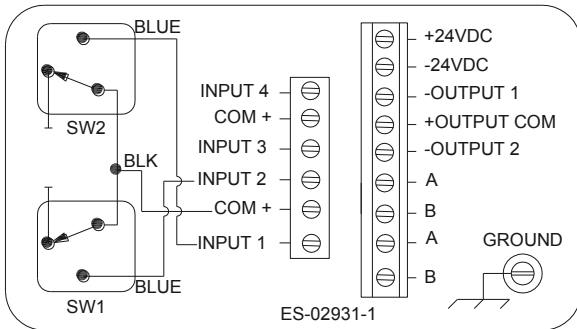 BLUE
SW2
BLK
SW1
BLUE
INPUT 4
COM +
INPUT 3
INPUT 2
COM +
INPUT 1
+24VDC
-24VDC
-OUTPUT 1
+OUTPUT COM
-OUTPUT 2
A
B
A
B
GROUND
ES-02931-1